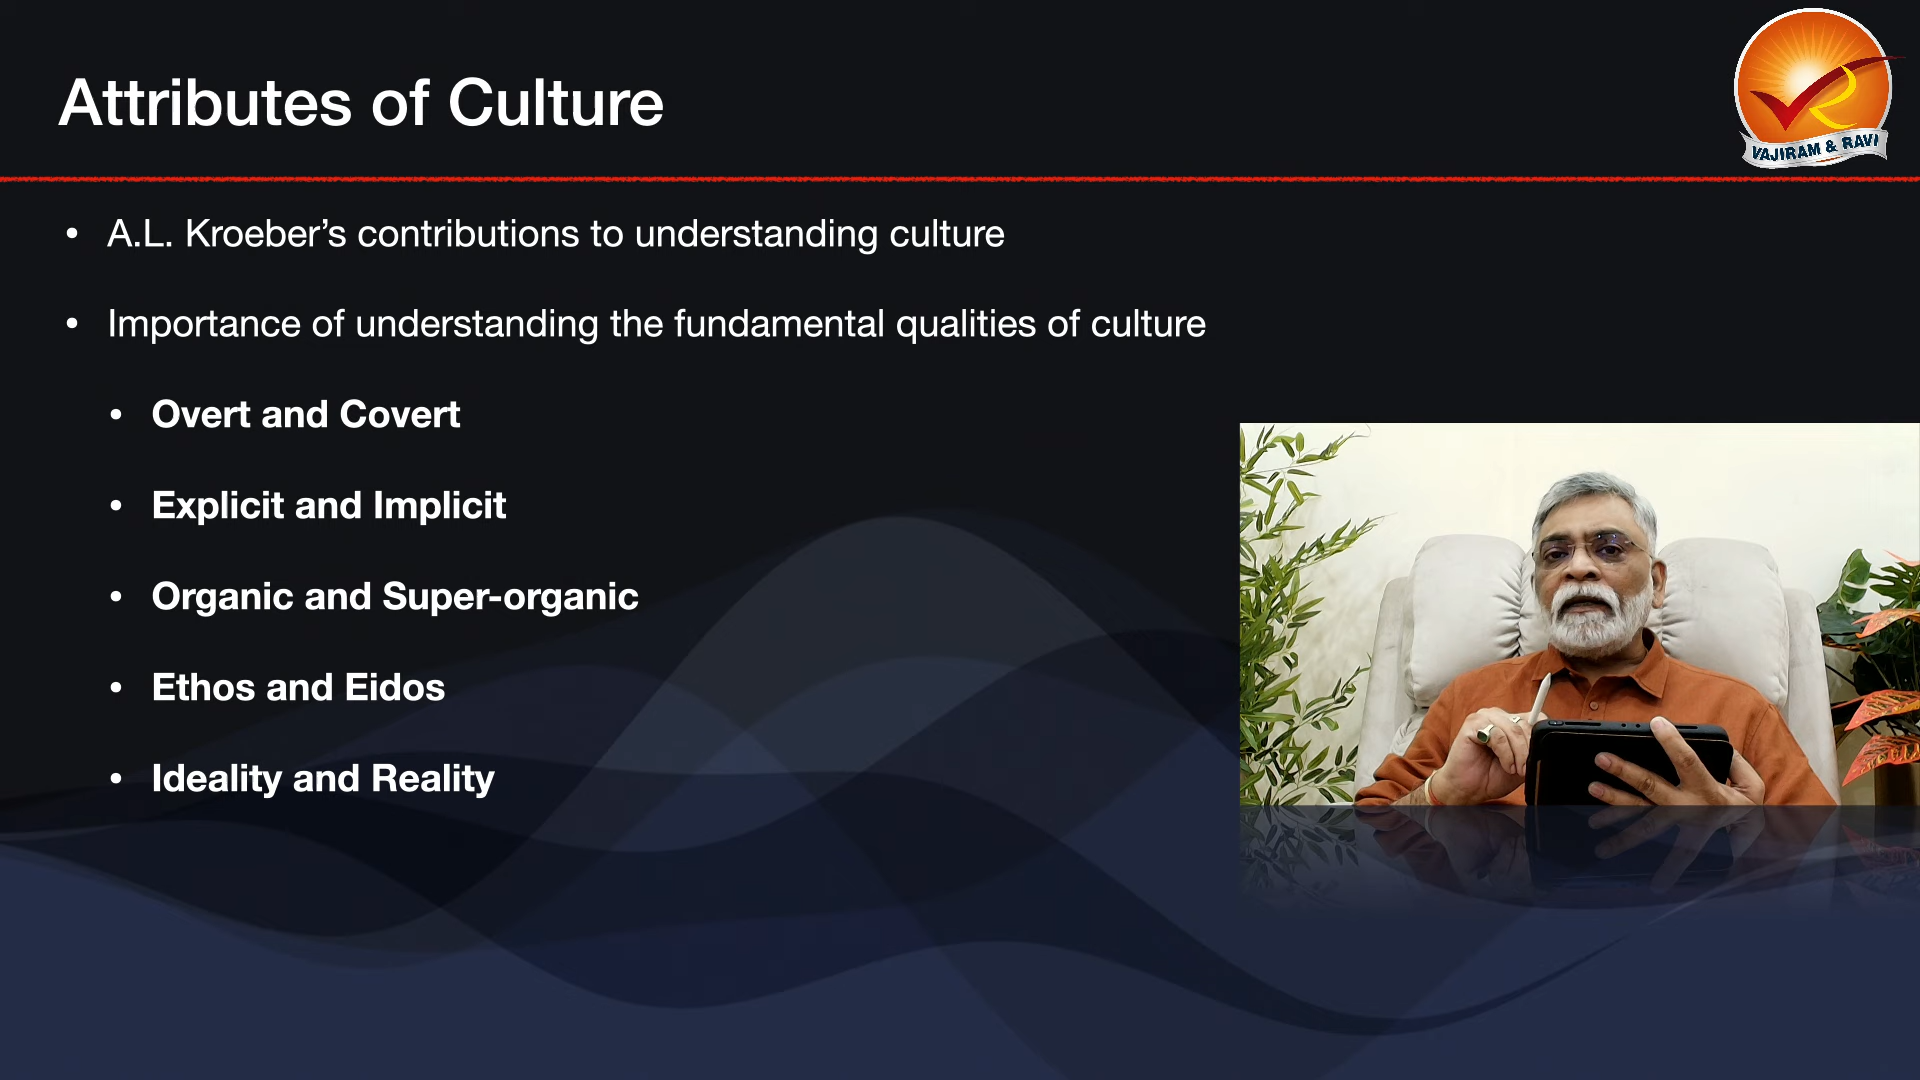 Attributes of Culture
VAJIRAM & RAVI
• A.L. Kroeber’s contributions to understanding culture
• Importance of understanding the fundamental qualities of culture
• Overt and Covert
• Explicit and Implicit
• Organic and Super-organic
• Ethos and Eidos
• Ideality and Reality